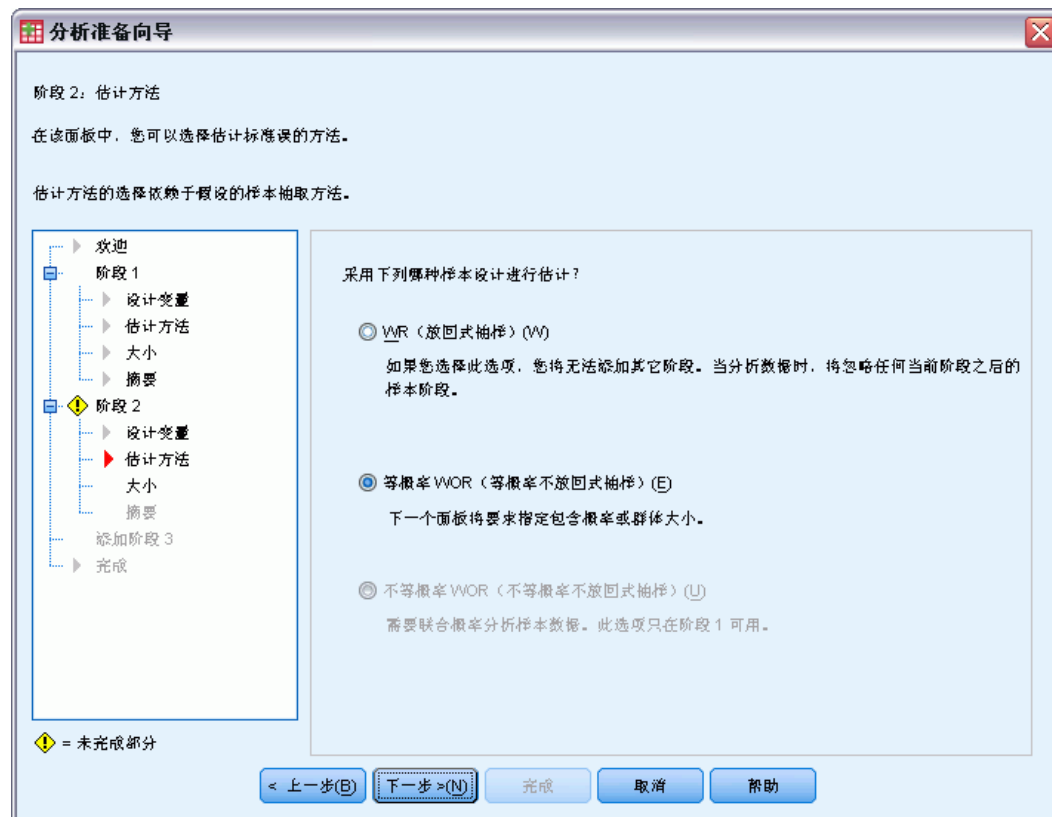 分析准备向导
阶段 2：估计方法
在该面板中，您可以选择估计标准误的方法。
估计方法的选择依赖于假设的样本抽取方法。
欢迎
阶段 1
设计变量
估计方法
大小
摘要
阶段 2
设计变量
估计方法
大小
摘要
添加阶段 3
完成
= 未完成部分
采用下列哪种样本设计进行估计？
WR（放回式抽样）(W)
如果您选择此选项，您将无法添加其它阶段。当分析数据时，将忽略任何当前阶段之后的
样本阶段。
等概率 WOR（等概率不放回式抽样）(E)
下一个面板将要求指定包含概率或群体大小。
不等概率 WOR（不等概率不放回式抽样）(U)
需要联合概率分析样本数据。此选项只在阶段 1 可用。
< 上一步(B)
下一步 >(N)
完成
取消
帮助